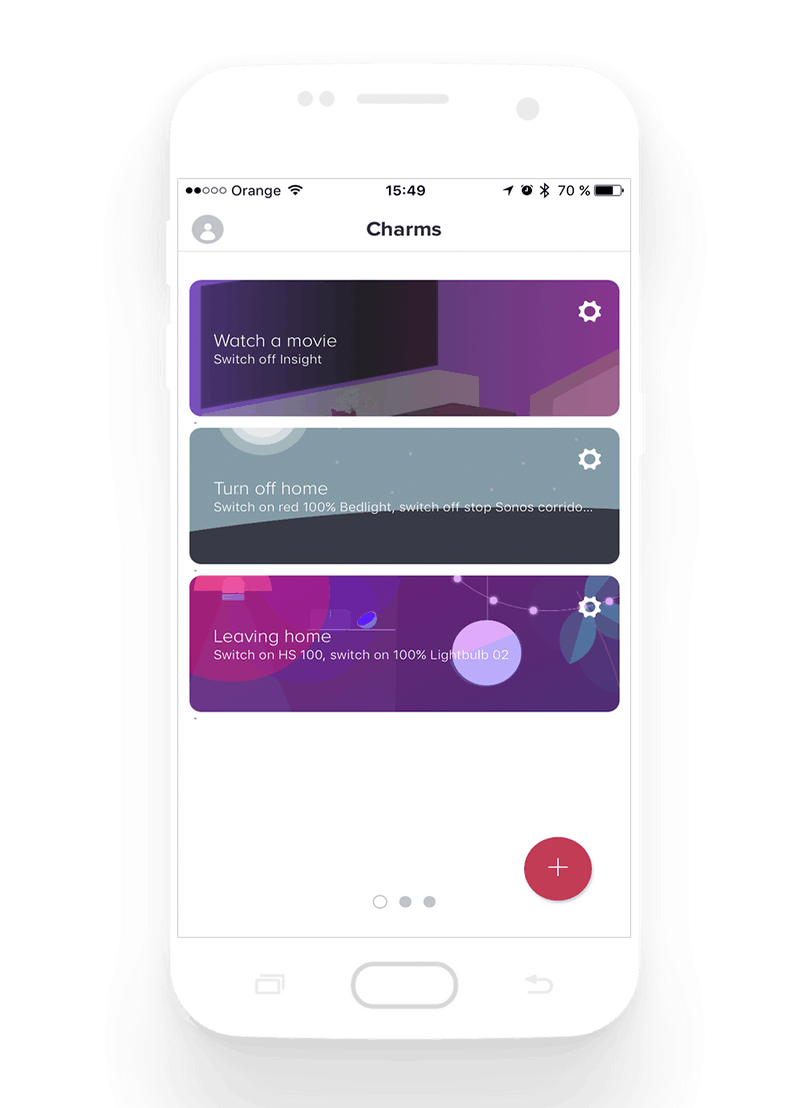 Orange 15:49 70 %
Charms
Watch a movie
Switch off Insight
Turn off home
Switch on red 100% Bedlight, switch off stop Sonos corrido...
Leaving home
Switch on HS 100, switch on 100% Lightbulb 02